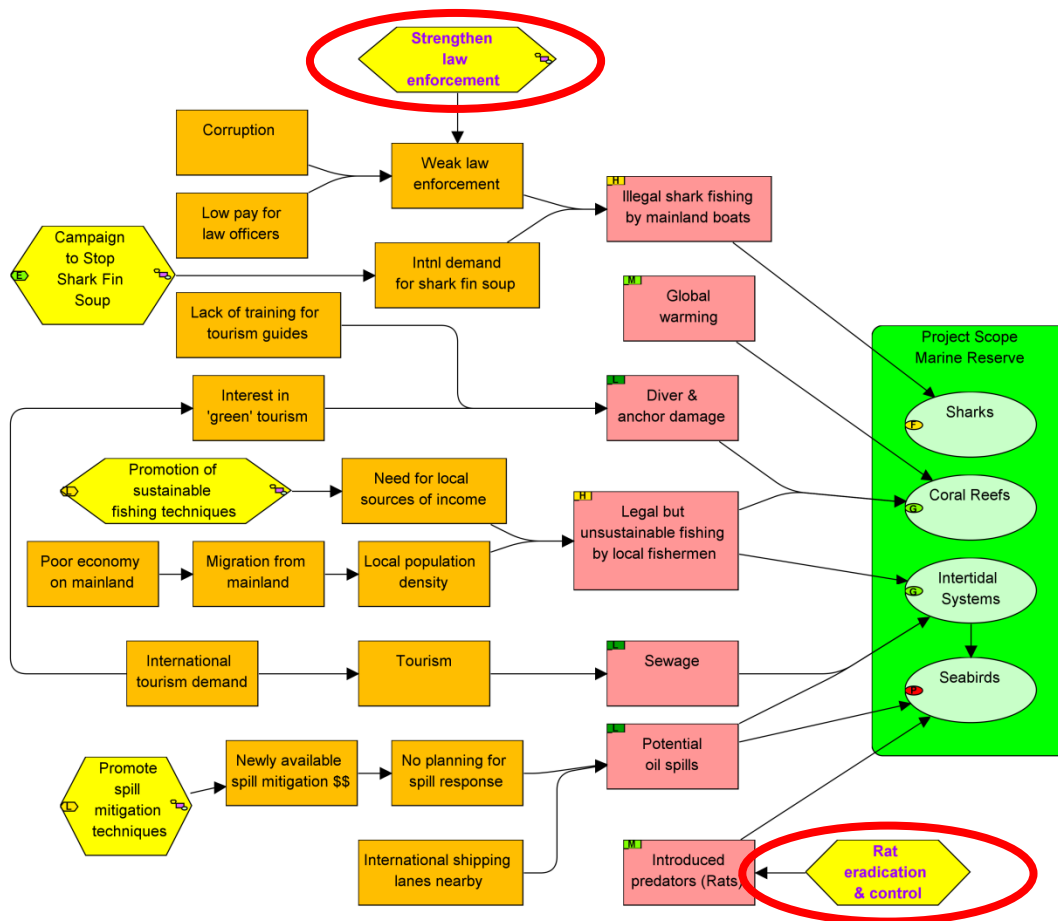 Strengthen
law
enforcement
Corruption
Weak law
enforcement
H
Illegal shark fishing
by mainland boats
Low pay for
law officers
Campaign
to Stop
Shark Fin
Soup
E
Intnl demand
for shark fin soup
M
Global
warming
Lack of training for
tourism guides
Project Scope
Marine Reserve
Interest in
'green' tourism
L
Diver &
anchor damage
Sharks
F
Promotion of
sustainable
fishing techniques
L
Need for local
sources of income
H
Legal but
unsustainable fishing
by local fishermen
Coral Reefs
G
Poor economy
on mainland
Migration from
mainland
Local population
density
Intertidal
Systems
G
International
tourism demand
Tourism
L
Sewage
Seabirds
P
Promote
spill
mitigation
techniques
L
Newly available
spill mitigation $$
No planning for
spill response
L
Potential
oil spills
International shipping
lanes nearby
M
Introduced
predators (Rats)
Rat
eradication
& control